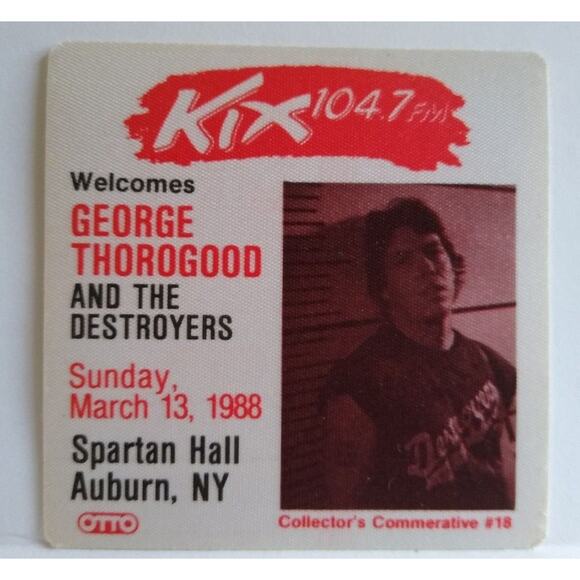 KiX 104.7 FM
Welcomes
GEORGE
THOROGOOD
AND THE
DESTROYERS
Sunday,
March 13, 1988
Spartan Hall
Auburn, NY
OTTO
Destroyers
Collector's Commerative #18